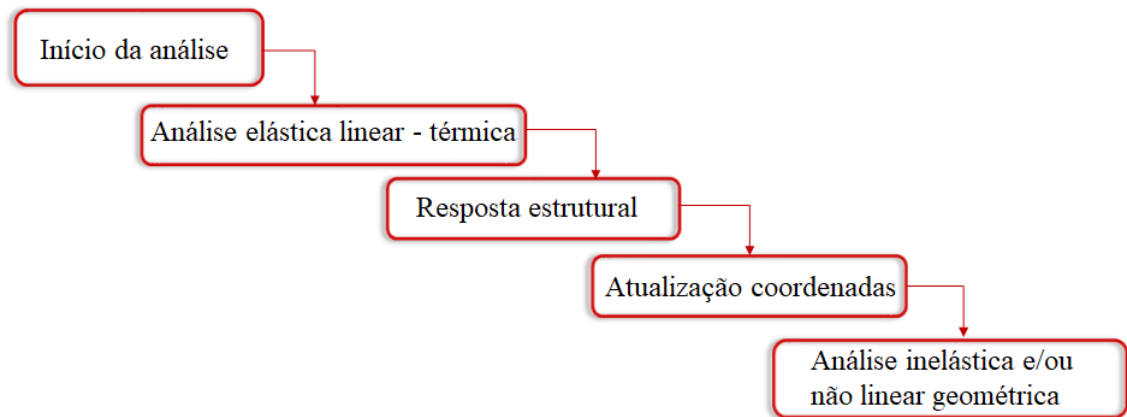 Início da análise
Análise elástica linear - térmica
Resposta estrutural
Atualização coordenadas
Análise inelástica e/ou
não linear geométrica